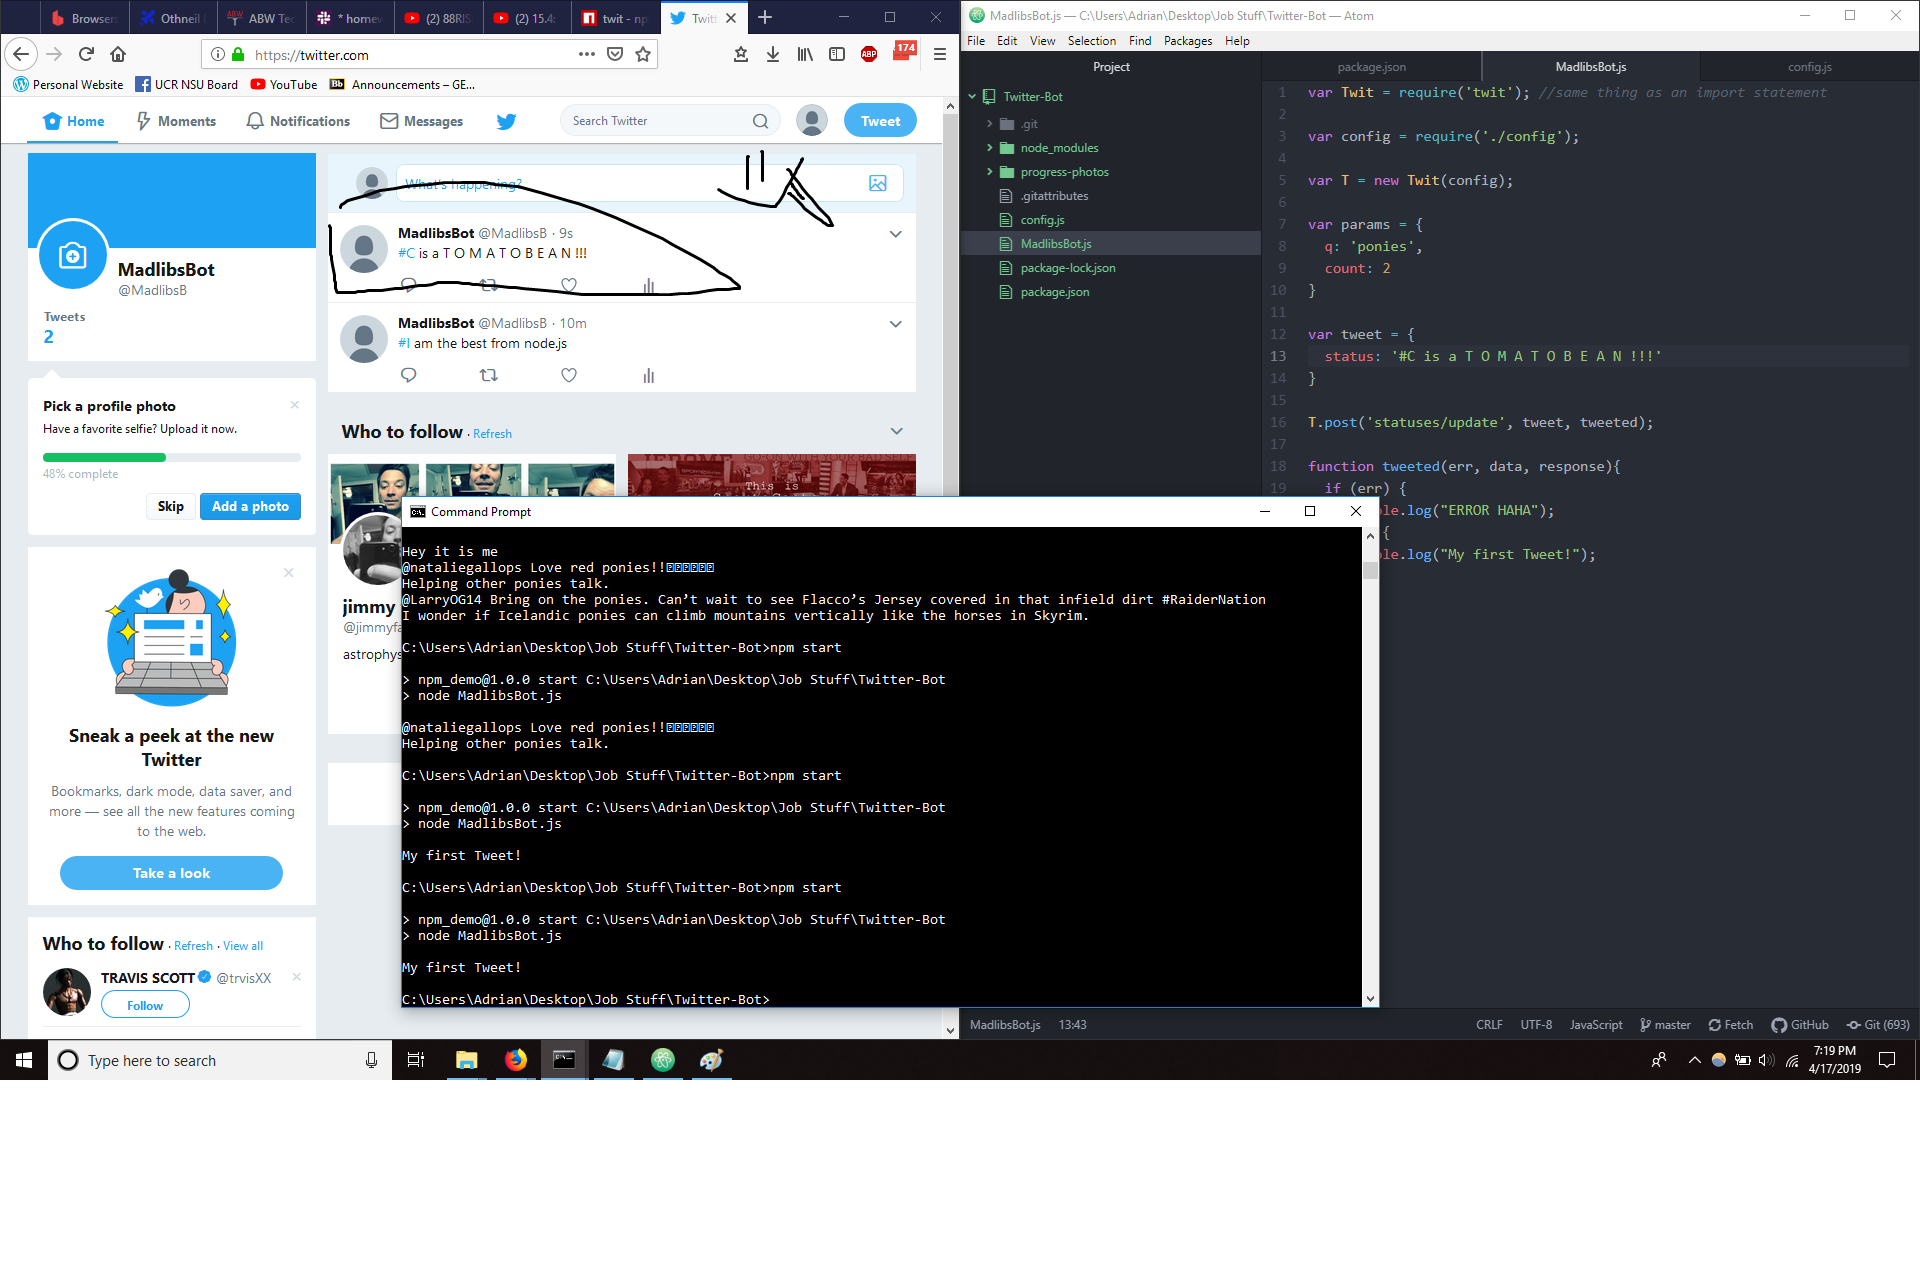 Browsers
Othneil
ABW Tec
* homew
(2) 88RIS
(2) 15.4:
twit - np
Twitt
https://twitter.com
ABP
174
Personal Website
UCR NSU Board
YouTube
Bb Announcements – GE...
Home
Moments
Notifications
Messages
Search Twitter
Tweet
MadlibsBot
@MadlibsB
Tweets
2
What's happening?
MadlibsBot @MadlibsB · 9s
#C is a T O M A T O B E A N !!!
MadlibsBot @MadlibsB · 10m
#I am the best from node.js
Pick a profile photo
Have a favorite selfie? Upload it now.
48% complete
Skip
Add a photo
Sneak a peek at the new
Twitter
Bookmarks, dark mode, data saver, and
more — see all the new features coming
to the web.
Take a look
Who to follow · Refresh · View all
TRAVIS SCOTT @trvisXX
Follow
Who to follow · Refresh
This is
jimmy
@jimmyfa
astrophys
MadlibsBot.js — C:\Users\Adrian\Desktop\Job Stuff\Twitter-Bot — Atom
File Edit View Selection Find Packages Help
Project
Twitter-Bot
.git
node_modules
progress-photos
.gitattributes
config.js
MadlibsBot.js
package-lock.json
package.json
package.json
MadlibsBot.js
config.js
1 var Twit = require('twit'); //same thing as an import statement
2
3 var config = require('./config');
4
5 var T = new Twit(config);
6
7 var params = {
8 q: 'ponies',
9 count: 2
10 }
11
12 var tweet = {
13 status: '#C is a T O M A T O B E A N !!!'
14 }
15
16 T.post('statuses/update', tweet, tweeted);
17
18 function tweeted(err, data, response){
19 if (err) {
le.log("ERROR HAHA");
{
le.log("My first Tweet!");
Command Prompt
Hey it is me
@nataliegallops Love red ponies!!
Helping other ponies talk.
@LarryOG14 Bring on the ponies. Can’t wait to see Flacco’s Jersey covered in that infield dirt #RaiderNation
I wonder if Icelandic ponies can climb mountains vertically like the horses in Skyrim.
C:\Users\Adrian\Desktop\Job Stuff\Twitter-Bot>npm start
> npm_demo@1.0.0 start C:\Users\Adrian\Desktop\Job Stuff\Twitter-Bot
> node MadlibsBot.js
@nataliegallops Love red ponies!!
Helping other ponies talk.
C:\Users\Adrian\Desktop\Job Stuff\Twitter-Bot>npm start
> npm_demo@1.0.0 start C:\Users\Adrian\Desktop\Job Stuff\Twitter-Bot
> node MadlibsBot.js
My first Tweet!
C:\Users\Adrian\Desktop\Job Stuff\Twitter-Bot>npm start
> npm_demo@1.0.0 start C:\Users\Adrian\Desktop\Job Stuff\Twitter-Bot
> node MadlibsBot.js
My first Tweet!
C:\Users\Adrian\Desktop\Job Stuff\Twitter-Bot>
MadlibsBot.js 13:43
CRLF UTF-8 JavaScript master Fetch GitHub Git (693)
Type here to search
7:19 PM
4/17/2019